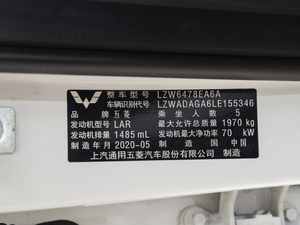 整车型号 LZW6478EA6A
车辆识别代号 LZWADAGA6LE155346
品牌 五菱 乘坐人数 5
发动机型号 LAR 最大允许总质量 1970 kg
发动机排量 1485 mL 发动机最大净功率 70 kW
制造年月 2020-05 制造国 中国
上汽通用五菱汽车股份有限公司 制造